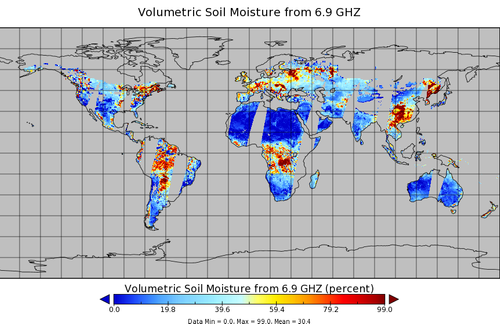 Volumetric Soil Moisture from 6.9 GHZ
Volumetric Soil Moisture from 6.9 GHZ (percent)
0.0 19.8 39.6 59.4 79.2 99.0
Data Min = 0.0, Max = 99.0, Mean = 30.4